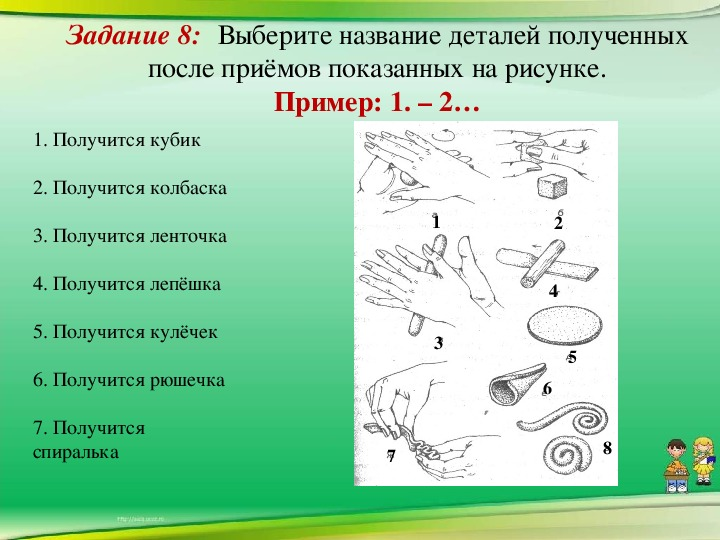 Задание 8: Выберите название деталей полученных
после приёмов показанных на рисунке.
Пример: 1. – 2…
1. Получится кубик
2. Получится колбаска
3. Получится ленточка
4. Получится лепёшка
5. Получится кулёчек
6. Получится рюшечка
7. Получится
спиралька
1
2
3
4
5
6
7
8